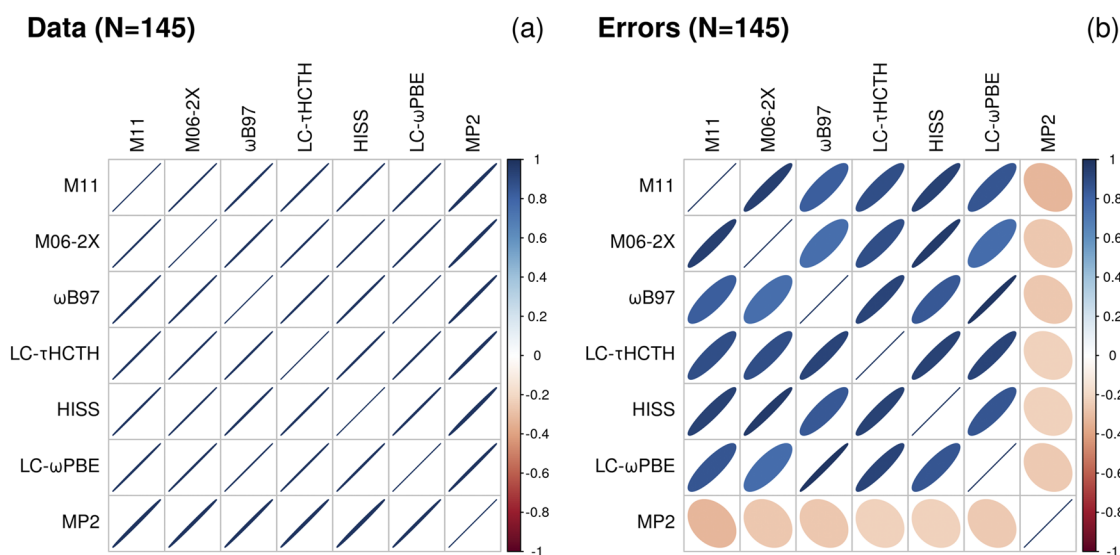 Data (N=145) (a)
M11 M06-2X ωB97 LC-τHCTH HISS LC-ωPBE MP2
M11
M06-2X
ωB97
LC-τHCTH
HISS
LC-ωPBE
MP2
1
0.8
0.6
0.4
0.2
0
-0.2
-0.4
-0.6
-0.8
-1
Errors (N=145) (b)
M11 M06-2X ωB97 LC-τHCTH HISS LC-ωPBE MP2
M11
M06-2X
ωB97
LC-τHCTH
HISS
LC-ωPBE
MP2
1
0.8
0.6
0.4
0.2
0
-0.2
-0.4
-0.6
-0.8
-1